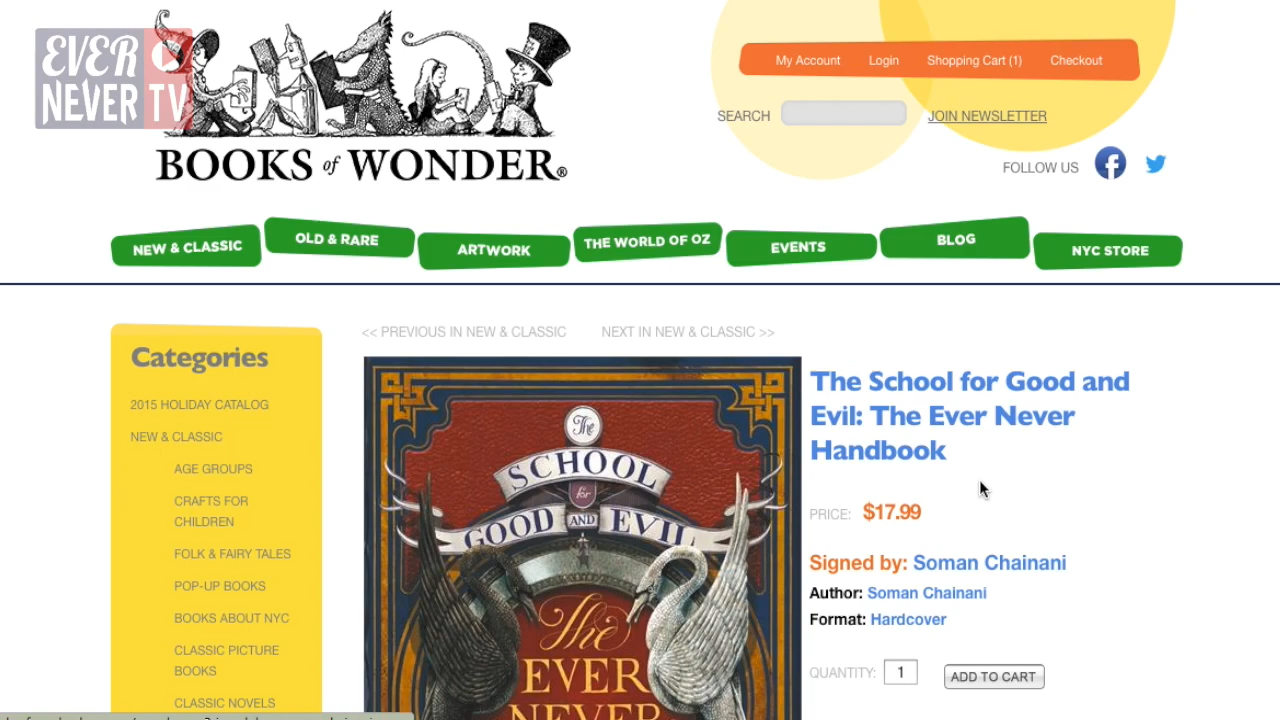 EVER
NEVER TV
BOOKS of WONDER®
My Account Login Shopping Cart (1) Checkout
SEARCH JOIN NEWSLETTER
FOLLOW US
NEW & CLASSIC OLD & RARE ARTWORK THE WORLD OF OZ EVENTS BLOG NYC STORE
<< PREVIOUS IN NEW & CLASSIC NEXT IN NEW & CLASSIC >>
Categories
2015 HOLIDAY CATALOG
NEW & CLASSIC
AGE GROUPS
CRAFTS FOR
CHILDREN
FOLK & FAIRY TALES
POP-UP BOOKS
BOOKS ABOUT NYC
CLASSIC PICTURE
BOOKS
CLASSIC NOVELS
The
SCHOOL
for
GOOD AND EVIL
The
EVER
NEVER
The School for Good and
Evil: The Ever Never
Handbook
PRICE: $17.99
Signed by: Soman Chainani
Author: Soman Chainani
Format: Hardcover
QUANTITY: 1 ADD TO CART